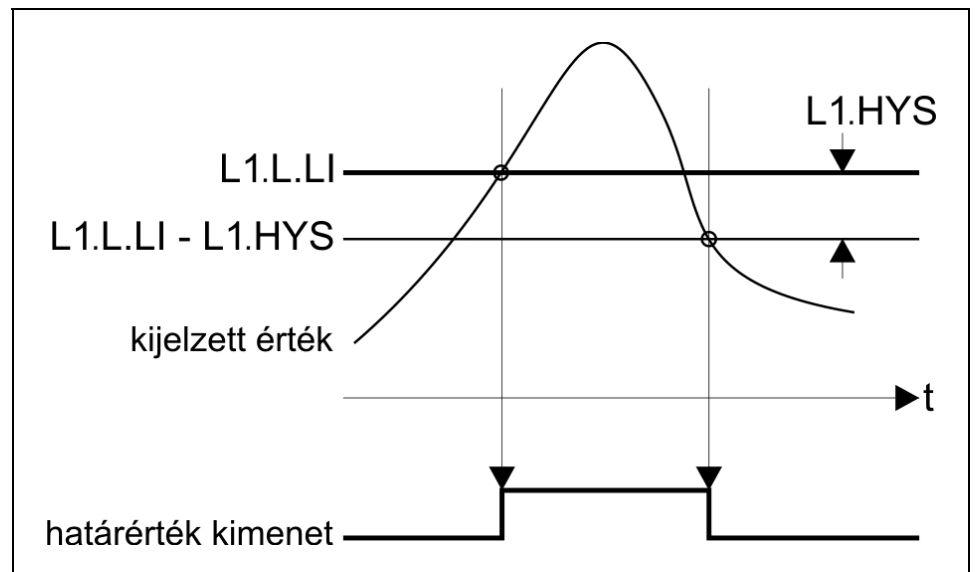 L1.HYS
L1.L.LI
L1.L.LI - L1.HYS
kijelzett érték
t
határérték kimenet